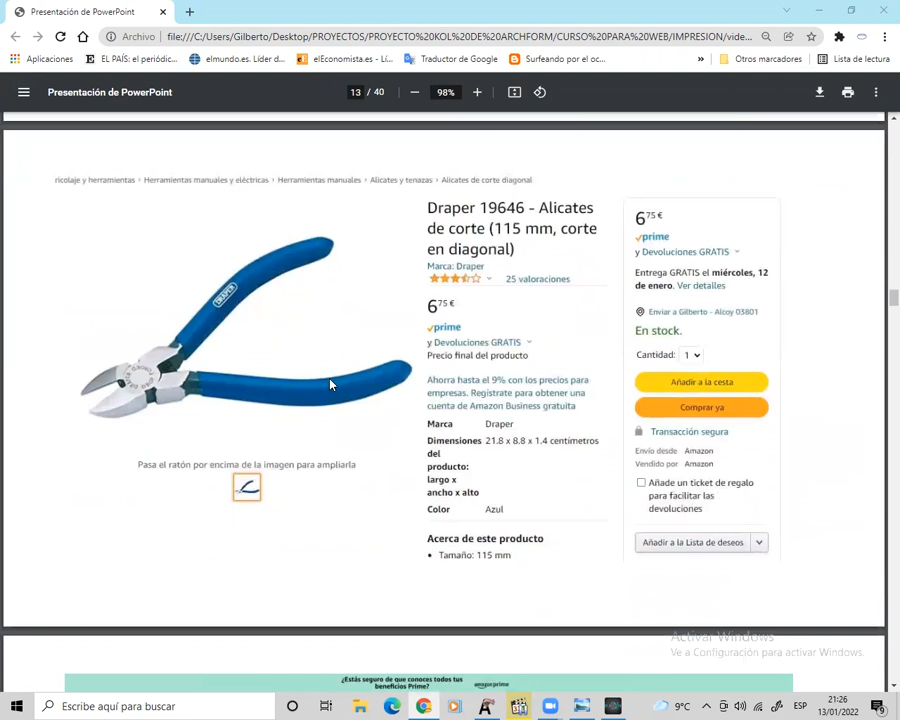 Presentación de PowerPoint
Archivo
file:///C:/Users/Gilberto/Desktop/PROYECTOS/PROYECTO%20KOL%20DE%20ARCHFORM/CURSO%20PARA%20WEB/IMPRESION/vide...
Aplicaciones
EL PAÍS: el periódic...
elmundo.es. Líder d...
elEconomista.es - L...
Traductor de Google
Surfeando por el oc...
»
Otros marcadores
Lista de lectura
Presentación de PowerPoint
13 / 40
98%
ricolaje y herramientas › Herramientas manuales y eléctricas › Herramientas manuales › Alicates y tenazas › Alicates de corte diagonal
DRAPER
Pasa el ratón por encima de la imagen para ampliarla
Draper 19646 - Alicates
de corte (115 mm, corte
en diagonal)
Marca: Draper
25 valoraciones
6,75 €
prime
y Devoluciones GRATIS
Precio final del producto
Ahorra hasta el 9% con los precios para
empresas. Regístrate para obtener una
cuenta de Amazon Business gratuita
Marca Draper
Dimensiones 21.8 x 8.8 x 1.4 centímetros
del
producto:
largo x
ancho x alto
Color Azul
Acerca de este producto
• Tamaño: 115 mm
6,75 €
prime
y Devoluciones GRATIS
Entrega GRATIS el miércoles, 12
de enero. Ver detalles
Enviar a Gilberto - Alcoy 03801
En stock.
Cantidad: 1
Añadir a la cesta
Comprar ya
Transacción segura
Envío desde Amazon
Vendido por Amazon
Añade un ticket de regalo
para facilitar las
devoluciones
Añadir a la Lista de deseos
Activar Windows
Ve a Configuración para activar Windows.
¿Estás seguro de que conoces todos tus
beneficios Prime?
amazon prime
Escribe aquí para buscar
9°C
ESP
21:26
13/01/2022